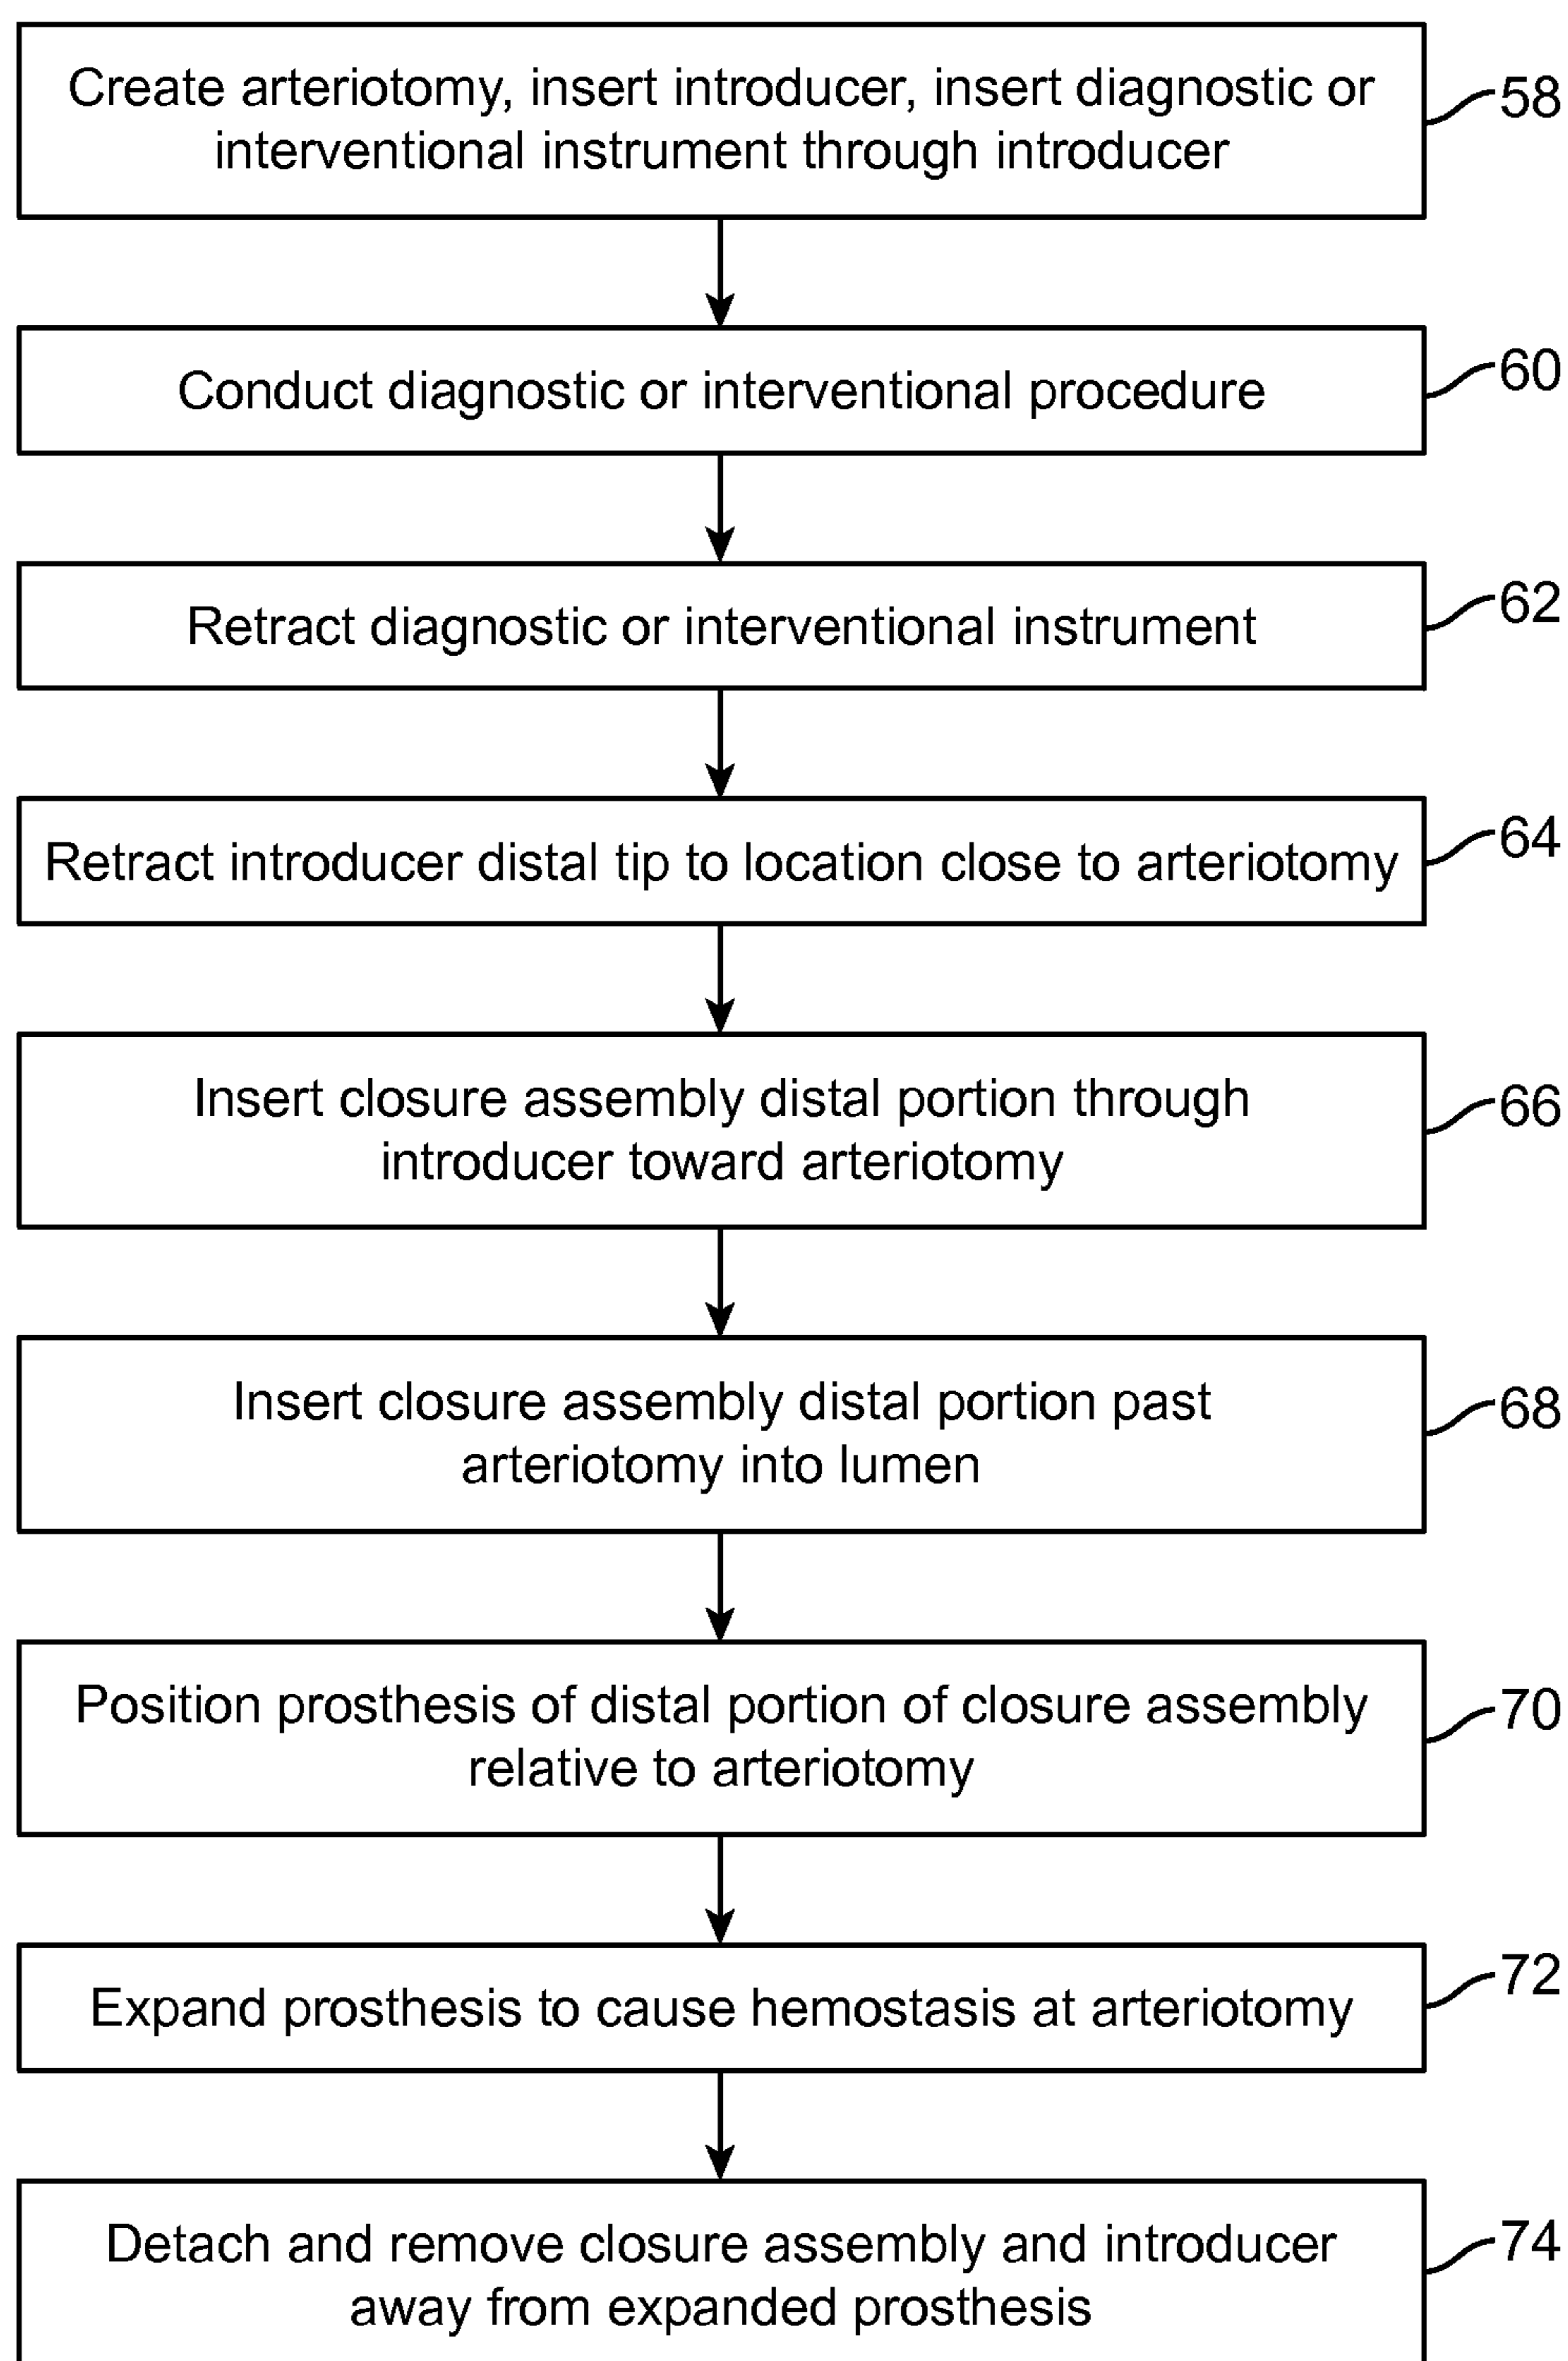 Create arteriotomy, insert introducer, insert diagnostic or
interventional instrument through introducer
58
Conduct diagnostic or interventional procedure
60
Retract diagnostic or interventional instrument
62
Retract introducer distal tip to location close to arteriotomy
64
Insert closure assembly distal portion through
introducer toward arteriotomy
66
Insert closure assembly distal portion past
arteriotomy into lumen
68
Position prosthesis of distal portion of closure assembly
relative to arteriotomy
70
Expand prosthesis to cause hemostasis at arteriotomy
72
Detach and remove closure assembly and introducer
away from expanded prosthesis
74